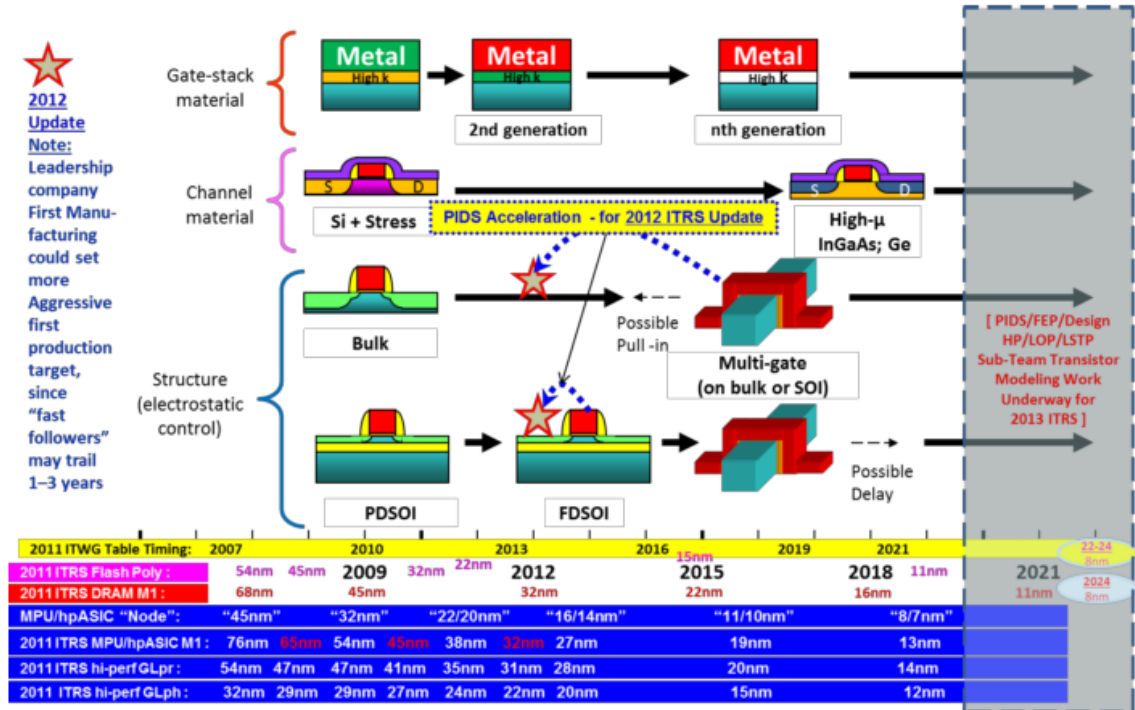 2012
Update
Note:
Leadership
company
First Manu-
facturing
could set
more
Aggressive
first
production
target,
since
“fast
followers”
may trail
1–3 years
Gate-stack
material
Metal
High k
Metal
High k
2nd generation
Metal
High k
nth generation
Channel
material
S D
Si + Stress
PIDS Acceleration - for 2012 ITRS Update
S D
High-μ
InGaAs; Ge
Structure
(electrostatic
control)
Bulk
Possible
Pull -in
Multi-gate
(on bulk or SOI)
PDSOI
FDSOI
Possible
Delay
[ PIDS/FEP/Design
HP/LOP/LSTP
Sub-Team Transistor
Modeling Work
Underway for
2013 ITRS ]
2011 ITWG Table Timing: 2007 2010 2013 2016 2019 2021 22-24
8nm
2011 ITRS Flash Poly : 54nm 45nm 2009 32nm 22nm 2012 15nm 2015 2018 11nm 2021
2011 ITRS DRAM M1 : 68nm 45nm 32nm 22nm 16nm 11nm 2024
8nm
MPU/hpASIC “Node”: “45nm” “32nm” “22/20nm” “16/14nm” “11/10nm” “8/7nm”
2011 ITRS MPU/hpASIC M1 : 76nm 65nm 54nm 45nm 38nm 32nm 27nm 19nm 13nm
2011 ITRS hi-perf GLpr : 54nm 47nm 47nm 41nm 35nm 31nm 28nm 20nm 14nm
2011 ITRS hi-perf GLph : 32nm 29nm 29nm 27nm 24nm 22nm 20nm 15nm 12nm